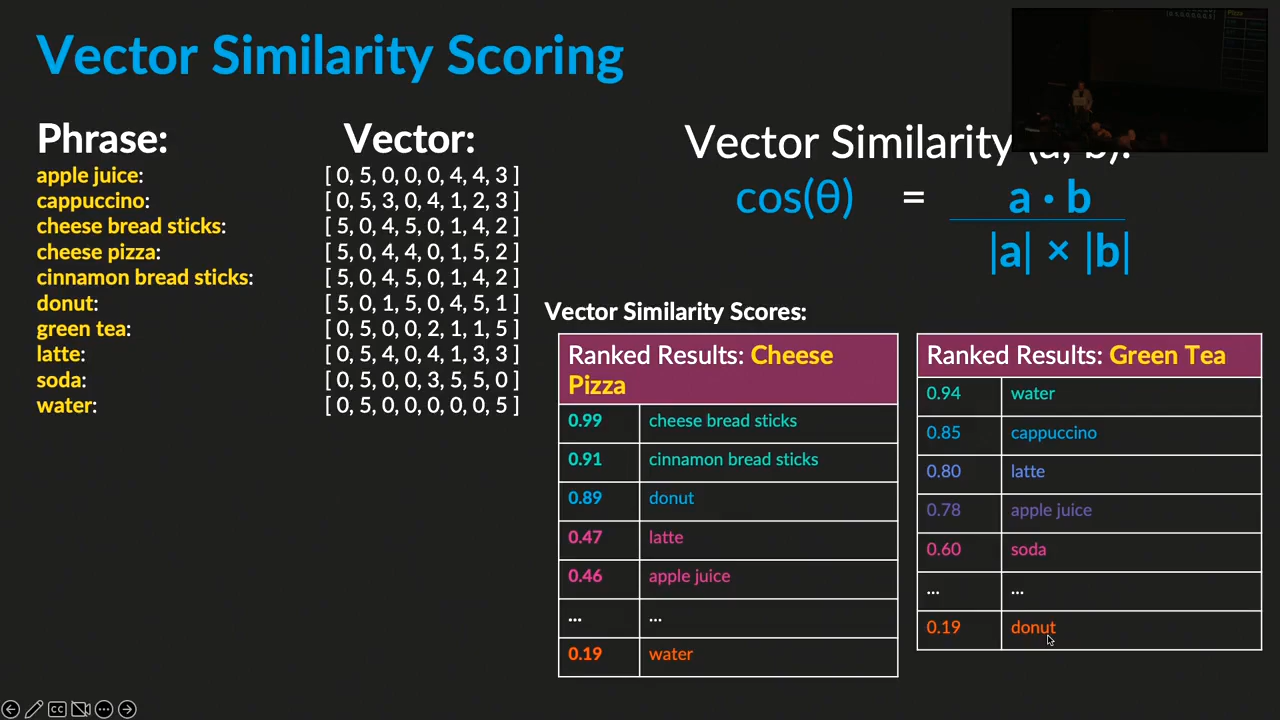 Vector Similarity Scoring
Phrase: Vector:
apple juice: [ 0, 5, 0, 0, 0, 4, 4, 3 ]
cappuccino: [ 0, 5, 3, 0, 4, 1, 2, 3 ]
cheese bread sticks: [ 5, 0, 4, 5, 0, 1, 4, 2 ]
cheese pizza: [ 5, 0, 4, 4, 0, 1, 5, 2 ]
cinnamon bread sticks: [ 5, 0, 4, 5, 0, 1, 4, 2 ]
donut: [ 5, 0, 1, 5, 0, 4, 5, 1 ]
green tea: [ 0, 5, 0, 0, 2, 1, 1, 5 ]
latte: [ 0, 5, 4, 0, 4, 1, 3, 3 ]
soda: [ 0, 5, 0, 0, 3, 5, 5, 0 ]
water: [ 0, 5, 0, 0, 0, 0, 0, 5 ]
Vector Similarity (a, b):
cos(θ) = a · b
|a| × |b|
Vector Similarity Scores:
Ranked Results: Cheese
Pizza
0.99 cheese bread sticks
0.91 cinnamon bread sticks
0.89 donut
0.47 latte
0.46 apple juice
... ...
0.19 water
Ranked Results: Green Tea
0.94 water
0.85 cappuccino
0.80 latte
0.78 apple juice
0.60 soda
... ...
0.19 donut
CC